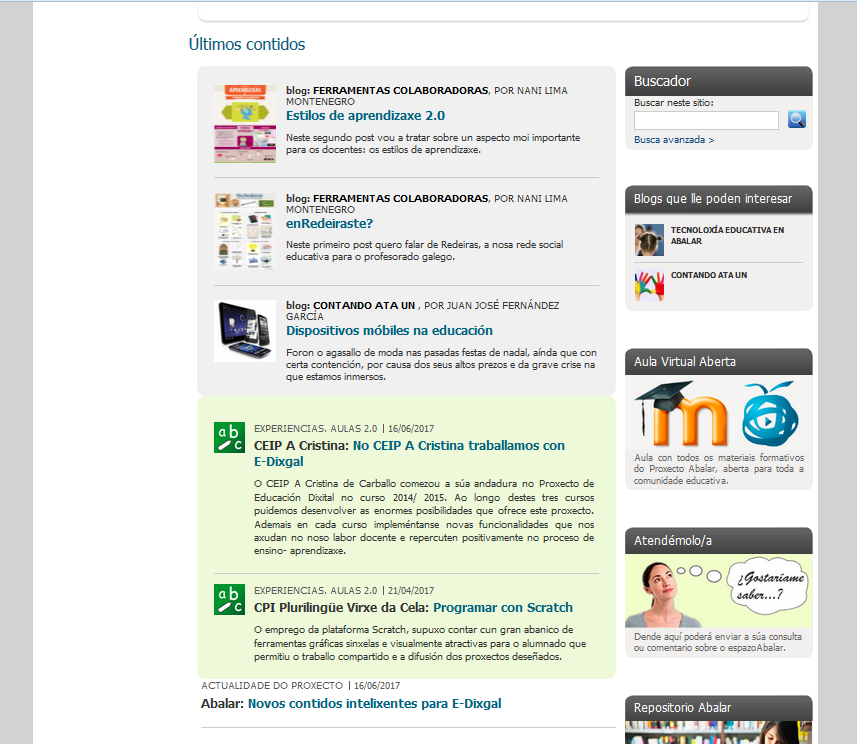 Últimos contidos
blog: FERRAMENTAS COLABORADORAS, POR NANI LIMA
MONTENEGRO
Estilos de aprendizaxe 2.0
Neste segundo post vou a tratar sobre un aspecto moi importante
para os docentes: os estilos de aprendizaxe.
blog: FERRAMENTAS COLABORADORAS, POR NANI LIMA
MONTENEGRO
enRedeiraste?
Neste primeiro post quero falar de Redeiras, a nosa rede social
educativa para o profesorado galego.
blog: CONTANDO ATA UN , POR JUAN JOSÉ FERNÁNDEZ
GARCÍA
Dispositivos móbiles na educación
Foron o agasallo de moda nas pasadas festas de nadal, aínda que con
certa contención, por causa dos seus altos prezos e da grave crise na
que estamos inmersos.
abc
EXPERIENCIAS. AULAS 2.0 | 16/06/2017
CEIP A Cristina: No CEIP A Cristina traballamos con
E-Dixgal
O CEIP A Cristina de Carballo comezou a súa andadura no Proxecto de
Educación Dixital no curso 2014/ 2015. Ao longo destes tres cursos
puidemos desenvolver as enormes posibilidades que ofrece este proxecto.
Ademais en cada curso impleméntanse novas funcionalidades que nos
axudan no noso labor docente e repercuten positivamente no proceso de
ensino- aprendizaxe.
abc
EXPERIENCIAS. AULAS 2.0 | 21/04/2017
CPI Plurilingüe Virxe da Cela: Programar con Scratch
O emprego da plataforma Scratch, supuxo contar cun gran abanico de
ferramentas gráficas sinxelas e visualmente atractivas para o alumnado que
permitiu o traballo compartido e a difusión dos proxectos deseñados.
ACTUALIDADE DO PROXECTO | 16/06/2017
Abalar: Novos contidos intelixentes para E-Dixgal
Buscador
Buscar neste sitio:
Busca avanzada >
Blogs que lle poden interesar
TECNOLOXÍA EDUCATIVA EN
ABALAR
CONTANDO ATA UN
Aula Virtual Aberta
m
Aula con todos os materiais formativos
do Proxecto Abalar, aberta para toda a
comunidade educativa.
Atendémolo/a
¿Gostaríame
saber...?
Dende aquí poderá enviar a súa consulta
ou comentario sobre o espazoAbalar.
Repositorio Abalar